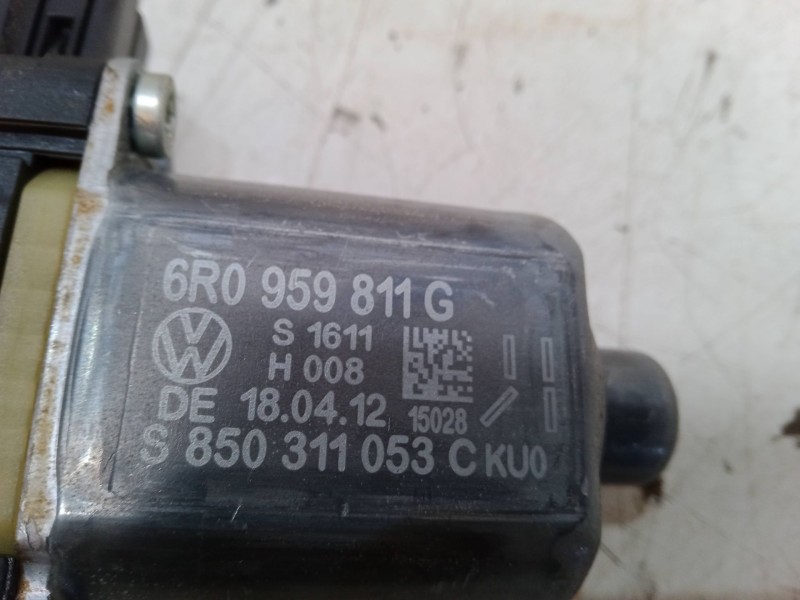 6R0 959 811 G
S 1611
H 008
DE 18.04.12 15028
S 850 311 053 C KU0